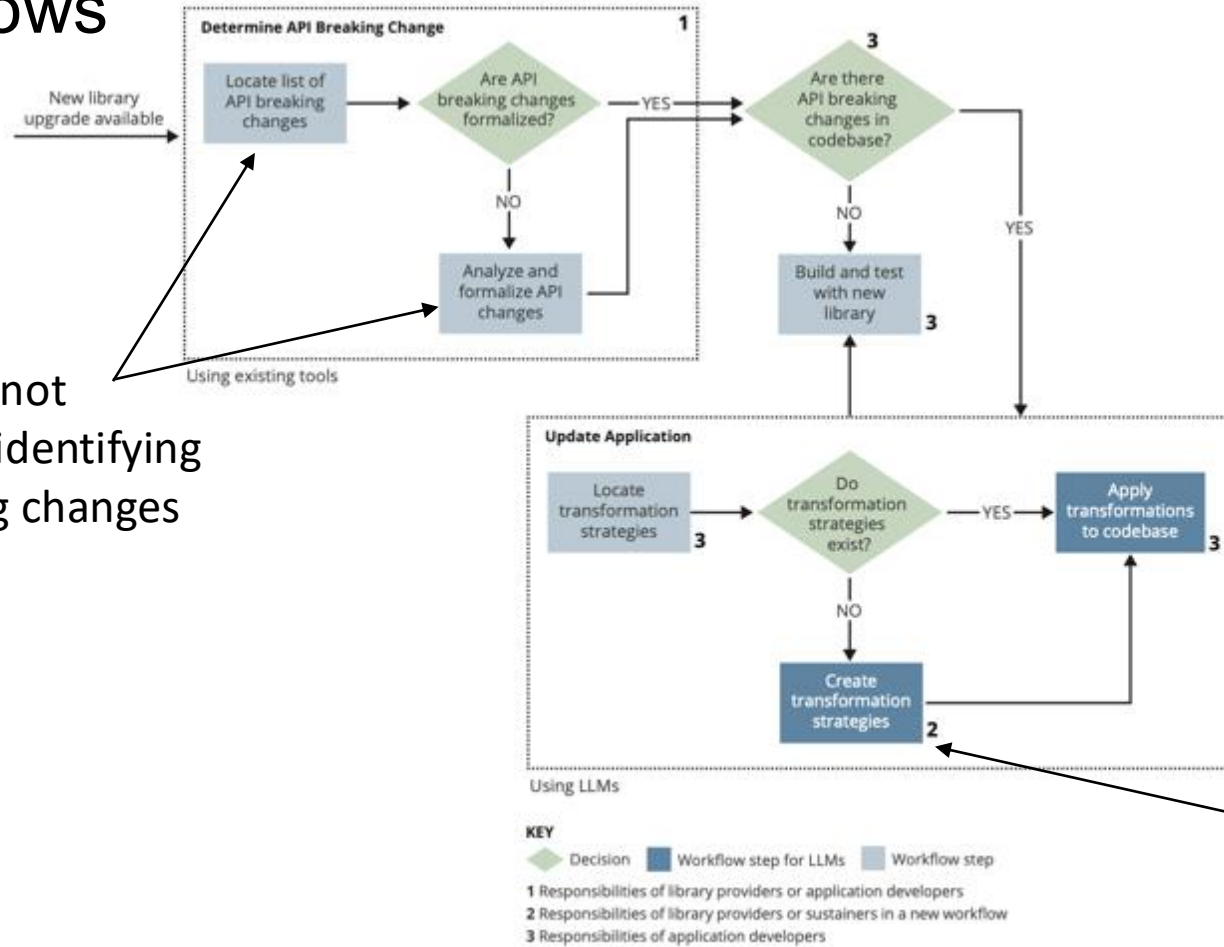 ows
New library
upgrade available
Determine API Breaking Change
1
Locate list of
API breaking
changes
Are API
breaking changes
formalized?
YES
NO
Analyze and
formalize API
changes
Using existing tools
3
Are there
API breaking
changes in
codebase?
NO
YES
Build and test
with new
library
3
not
identifying
g changes
Update Application
Locate
transformation
strategies
3
Do
transformation
strategies
exist?
YES
Apply
transformations
to codebase
3
NO
Create
transformation
strategies
2
Using LLMs
KEY
Decision Workflow step for LLMs Workflow step
1 Responsibilities of library providers or application developers
2 Responsibilities of library providers or sustainers in a new workflow
3 Responsibilities of application developers